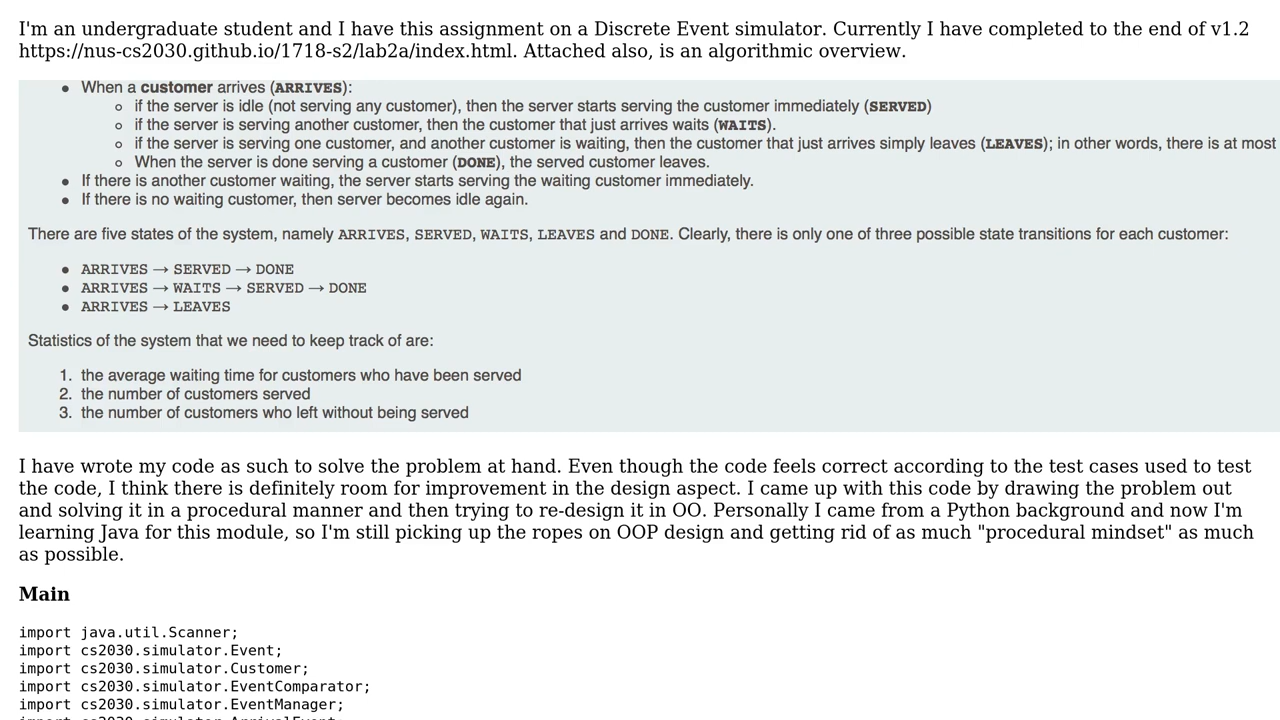 I'm an undergraduate student and I have this assignment on a Discrete Event simulator. Currently I have completed to the end of v1.2
https://nus-cs2030.github.io/1718-s2/lab2a/index.html. Attached also, is an algorithmic overview.
• When a customer arrives (ARRIVES):
○ if the server is idle (not serving any customer), then the server starts serving the customer immediately (SERVED)
○ if the server is serving another customer, then the customer that just arrives waits (WAITS).
○ if the server is serving one customer, and another customer is waiting, then the customer that just arrives simply leaves (LEAVES); in other words, there is at most
○ When the server is done serving a customer (DONE), the served customer leaves.
• If there is another customer waiting, the server starts serving the waiting customer immediately.
• If there is no waiting customer, then server becomes idle again.
There are five states of the system, namely ARRIVES, SERVED, WAITS, LEAVES and DONE. Clearly, there is only one of three possible state transitions for each customer:
• ARRIVES → SERVED → DONE
• ARRIVES → WAITS → SERVED → DONE
• ARRIVES → LEAVES
Statistics of the system that we need to keep track of are:
1. the average waiting time for customers who have been served
2. the number of customers served
3. the number of customers who left without being served
I have wrote my code as such to solve the problem at hand. Even though the code feels correct according to the test cases used to test
the code, I think there is definitely room for improvement in the design aspect. I came up with this code by drawing the problem out
and solving it in a procedural manner and then trying to re-design it in OO. Personally I came from a Python background and now I'm
learning Java for this module, so I'm still picking up the ropes on OOP design and getting rid of as much "procedural mindset" as much
as possible.
Main
import java.util.Scanner;
import cs2030.simulator.Event;
import cs2030.simulator.Customer;
import cs2030.simulator.EventComparator;
import cs2030.simulator.EventManager;
import cs2030.simulator.ArrivalEvent;